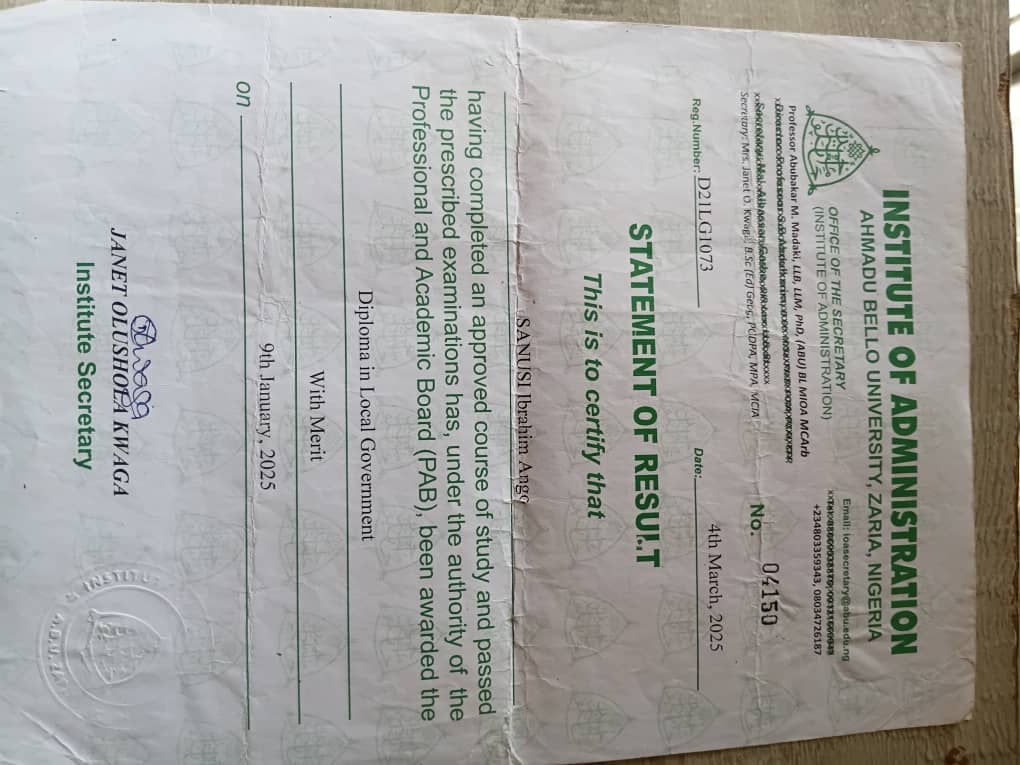 INSTITUTE OF ADMINISTRATION
AHMADU BELLO UNIVERSITY, ZARIA, NIGERIA
OFFICE OF THE SECRETARY
(INSTITUTE OF ADMINISTRATION)
Email: ioasecretary@abu.edu.ng
+234803359343, 08034726187
Professor Abubakar M. Madaki, LLB, LLM, PhD, (ABU) BL MIOA MCArb
Secretary: Mrs. Janet O. Kwaga, B.Sc (Ed) Geog, PGDPA, MPA, MCIA
No. 04150
Reg.Number: D21LG1073
Date: 4th March, 2025
STATEMENT OF RESULT
This is to certify that
SANUSI Ibrahim Ango
having completed an approved course of study and passed
the prescribed examinations has, under the authority of the
Professional and Academic Board (PAB), been awarded the
Diploma in Local Government
With Merit
9th January, 2025
on
JANET OLUSHOLA KWAGA
Institute Secretary
INSTITU